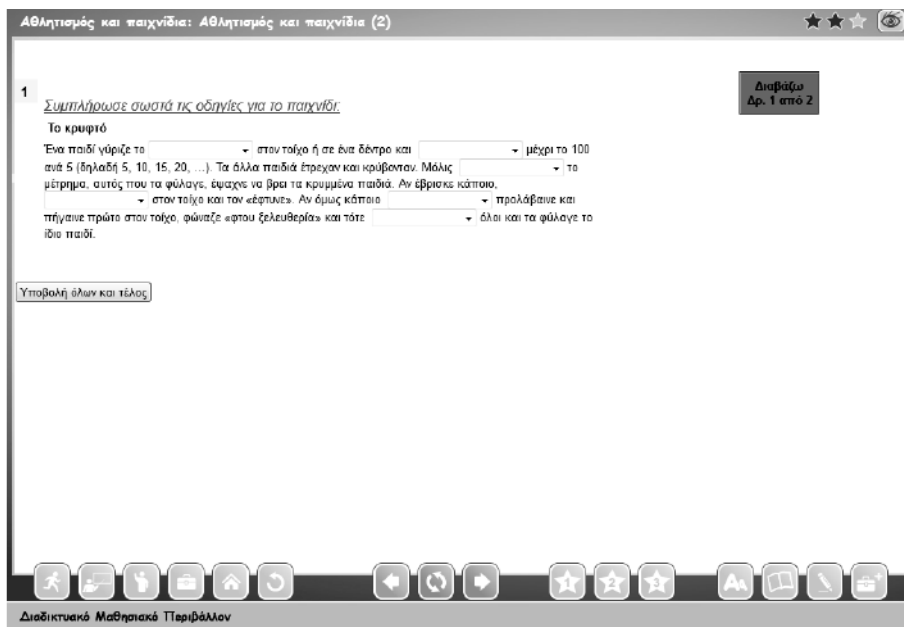 Αθλητισμός και παιχνίδια: Αθλητισμός και παιχνίδια (2)
Διαβάζω
Δρ. 1 από 2
1
Συμπλήρωσε σωστά τις οδηγίες για το παιχνίδι:
Το κρυφτό
Ένα παιδί γύριζε το στον τοίχο ή σε ένα δέντρο και μέχρι το 100
ανά 5 (δηλαδή 5, 10, 15, 20, ...). Τα άλλα παιδιά έτρεχαν και κρύβονταν. Μόλις το
μέτρημα, αυτός που τα φύλαγε, έψαχνε να βρει τα κρυμμένα παιδιά. Αν έβρισκε κάποιο,
στον τοίχο και τον «έφτυνε». Αν όμως κάποιο προλάβαινε και
πήγαινε πρώτο στον τοίχο, φώναζε «φτου ξελευθερία» και τότε όλοι και τα φύλαγε το
ίδιο παιδί.
Υποβολή όλων και τέλος
1 2 3
AA
Διαδικτυακό Μαθησιακό Περιβάλλον